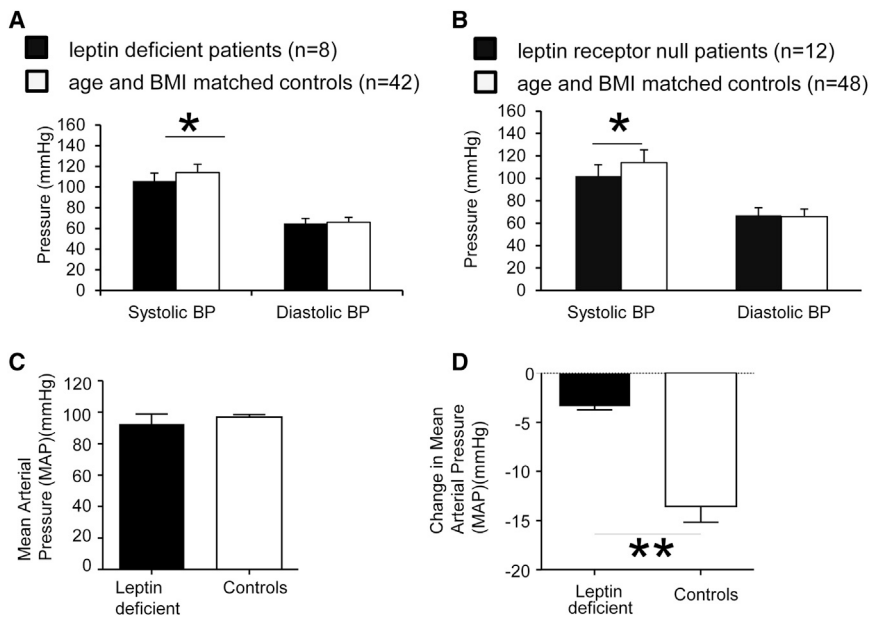 A
leptin deficient patients (n=8)
age and BMI matched controls (n=42)
Pressure (mmHg)
160
140
120
100
80
60
40
20
0
*
Systolic BP
Diastolic BP
B
leptin receptor null patients (n=12)
age and BMI matched controls (n=48)
Pressure (mmHg)
160
140
120
100
80
60
40
20
0
*
Systolic BP
Diastolic BP
C
Mean Arterial
Pressure (MAP)(mmHg)
120
100
80
60
40
20
0
Leptin
deficient
Controls
D
Change in Mean
Arterial Pressure
(MAP)(mmHg)
0
-5
-10
-15
-20
**
Leptin
deficient
Controls